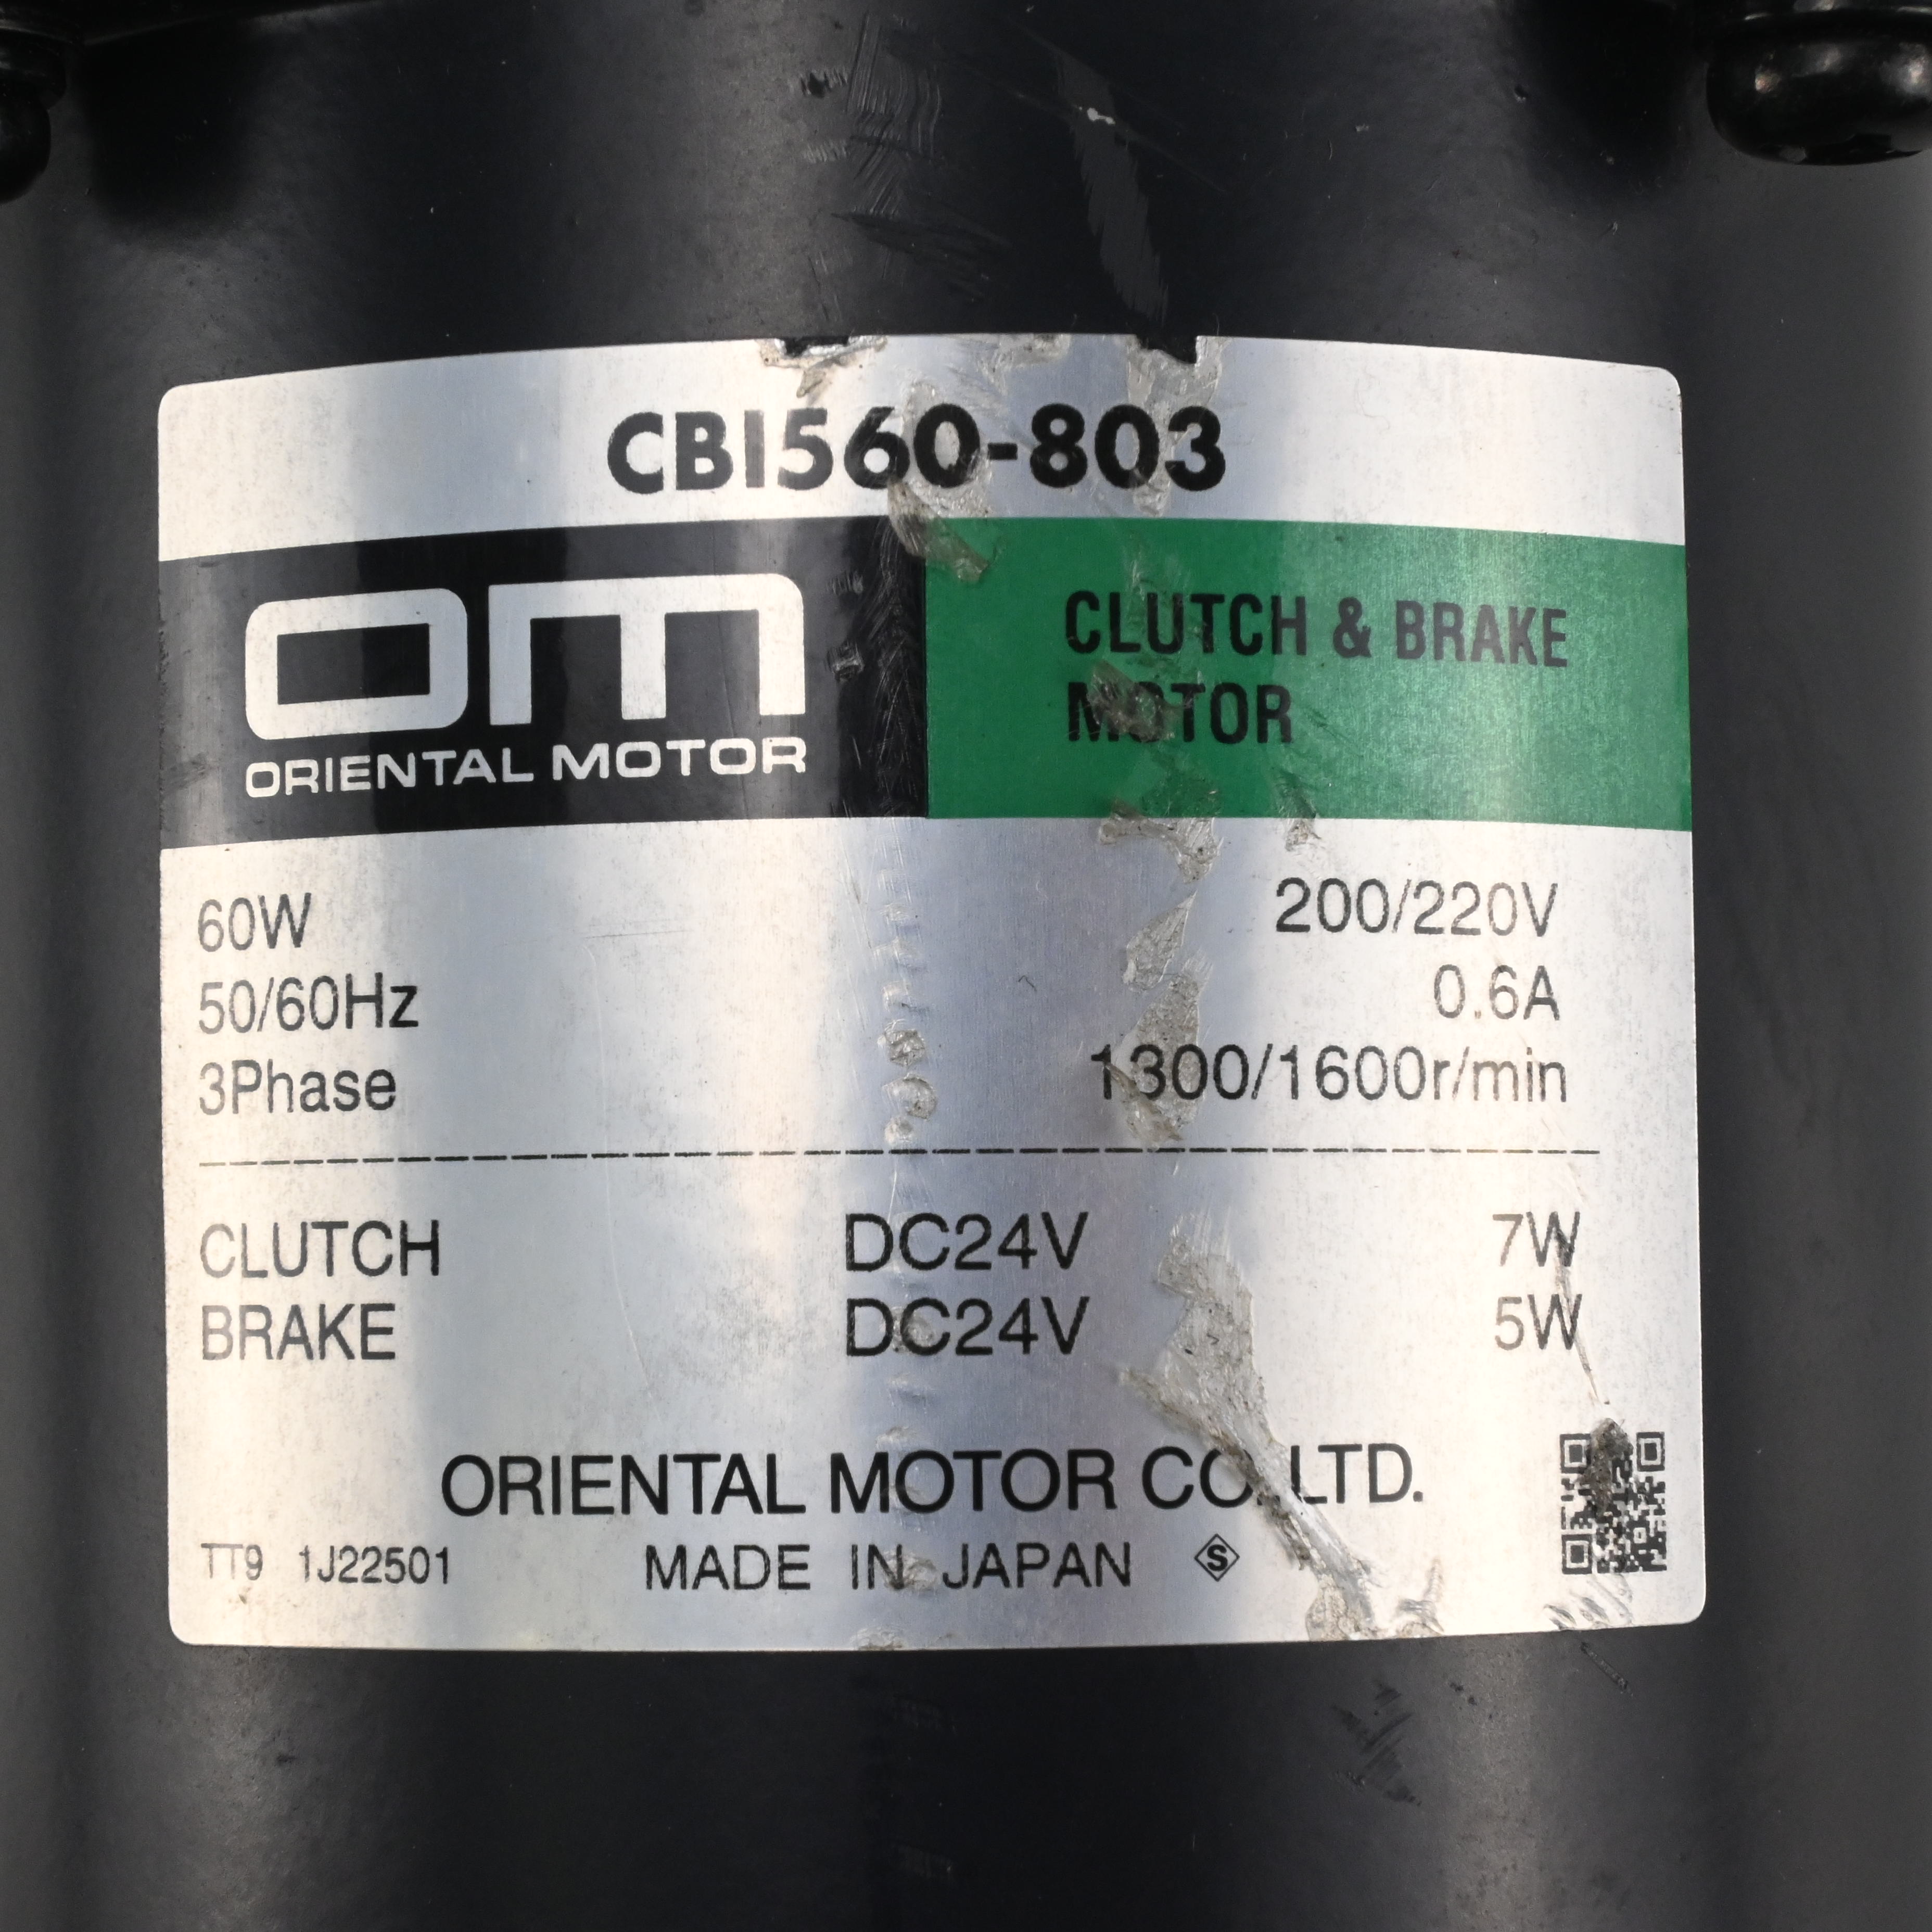 CBI560-803
om
ORIENTAL MOTOR
CLUTCH & BRAKE
MOTOR
60W 200/220V
50/60Hz 0.6A
3Phase 1300/1600r/min
CLUTCH DC24V 7W
BRAKE DC24V 5W
ORIENTAL MOTOR CO.,LTD.
TT9 1J22501 MADE IN JAPAN S